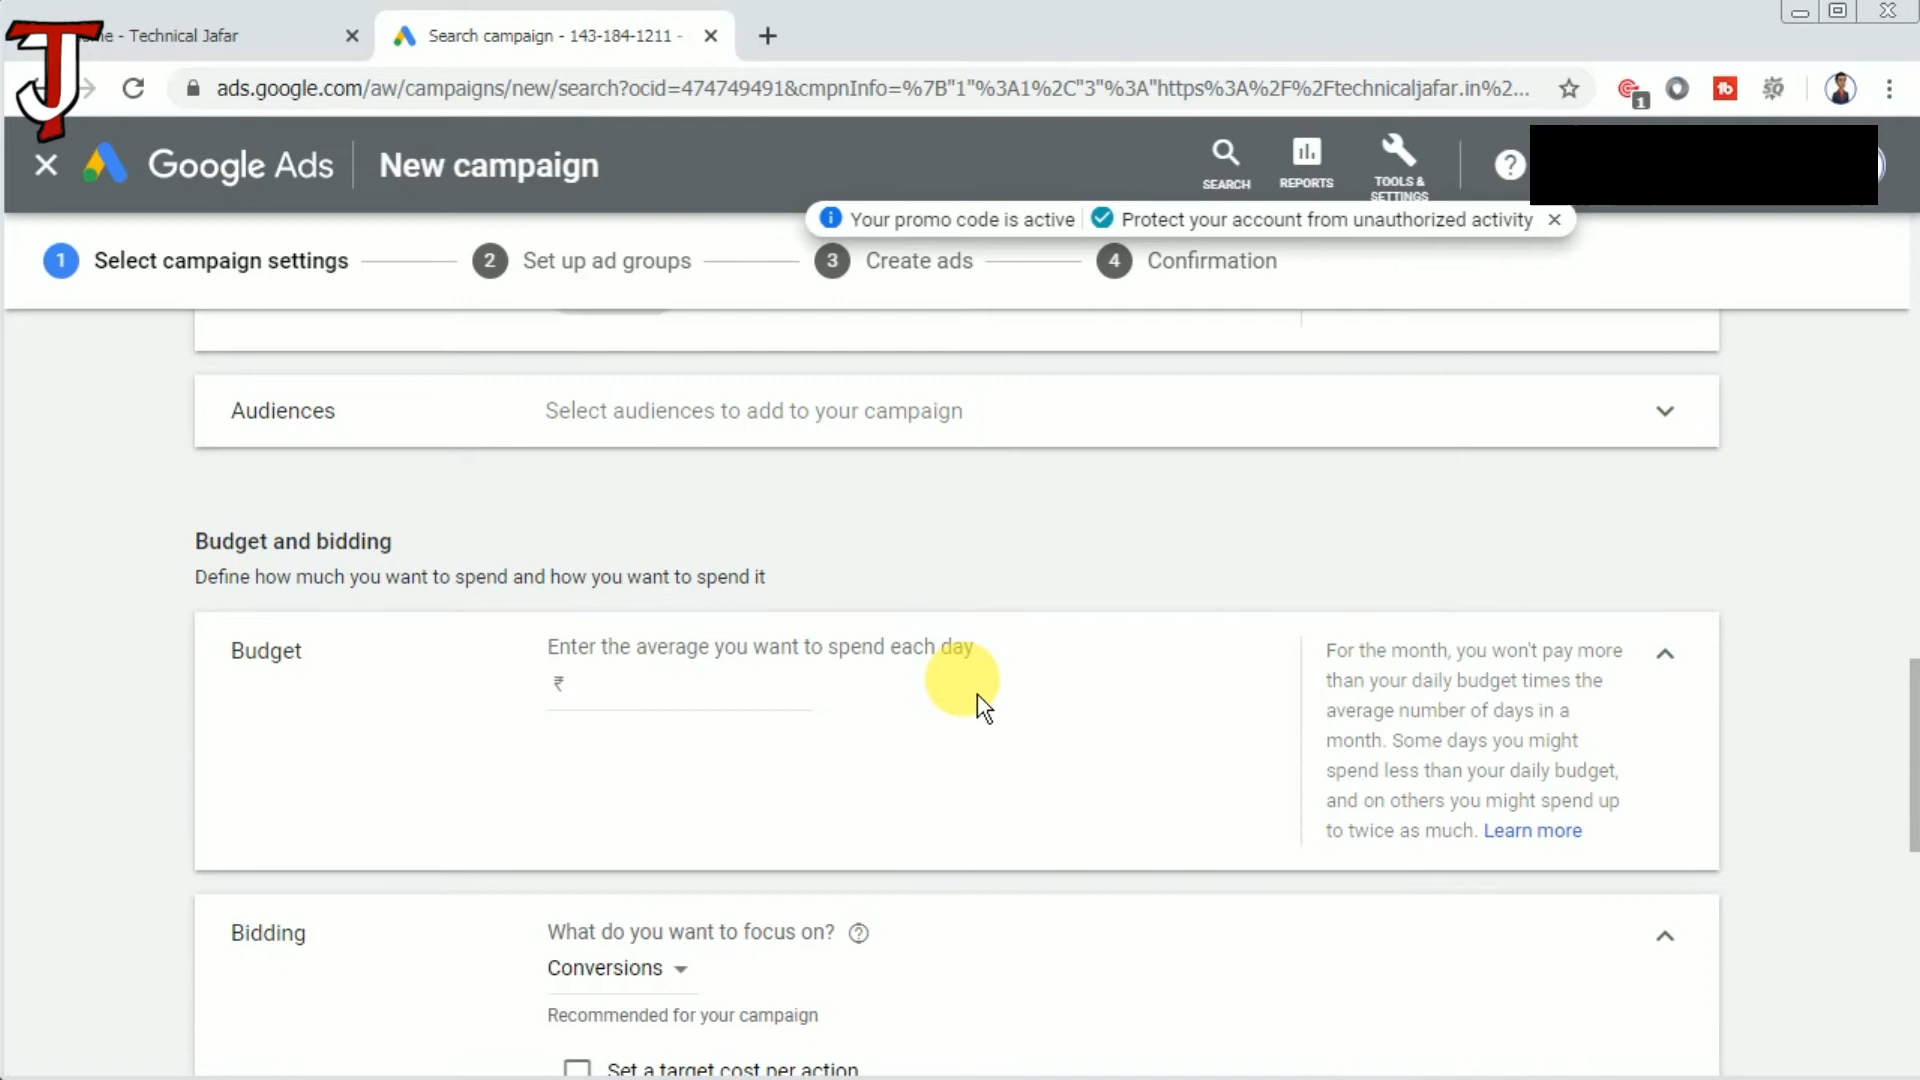 me - Technical Jafar
Search campaign - 143-184-1211 -
ads.google.com/aw/campaigns/new/search?ocid=474749491&cmpnInfo=%7B"1"%3A1%2C"3"%3A"https%3A%2F%2Ftechnicaljafar.in%2...
1
Google Ads
New campaign
SEARCH
REPORTS
TOOLS &
SETTINGS
Your promo code is active
Protect your account from unauthorized activity
1 Select campaign settings
2 Set up ad groups
3 Create ads
4 Confirmation
Audiences
Select audiences to add to your campaign
Budget and bidding
Define how much you want to spend and how you want to spend it
Budget
Enter the average you want to spend each day
₹
For the month, you won't pay more
than your daily budget times the
average number of days in a
month. Some days you might
spend less than your daily budget,
and on others you might spend up
to twice as much. Learn more
Bidding
What do you want to focus on?
Conversions
Recommended for your campaign
Set a target cost per action